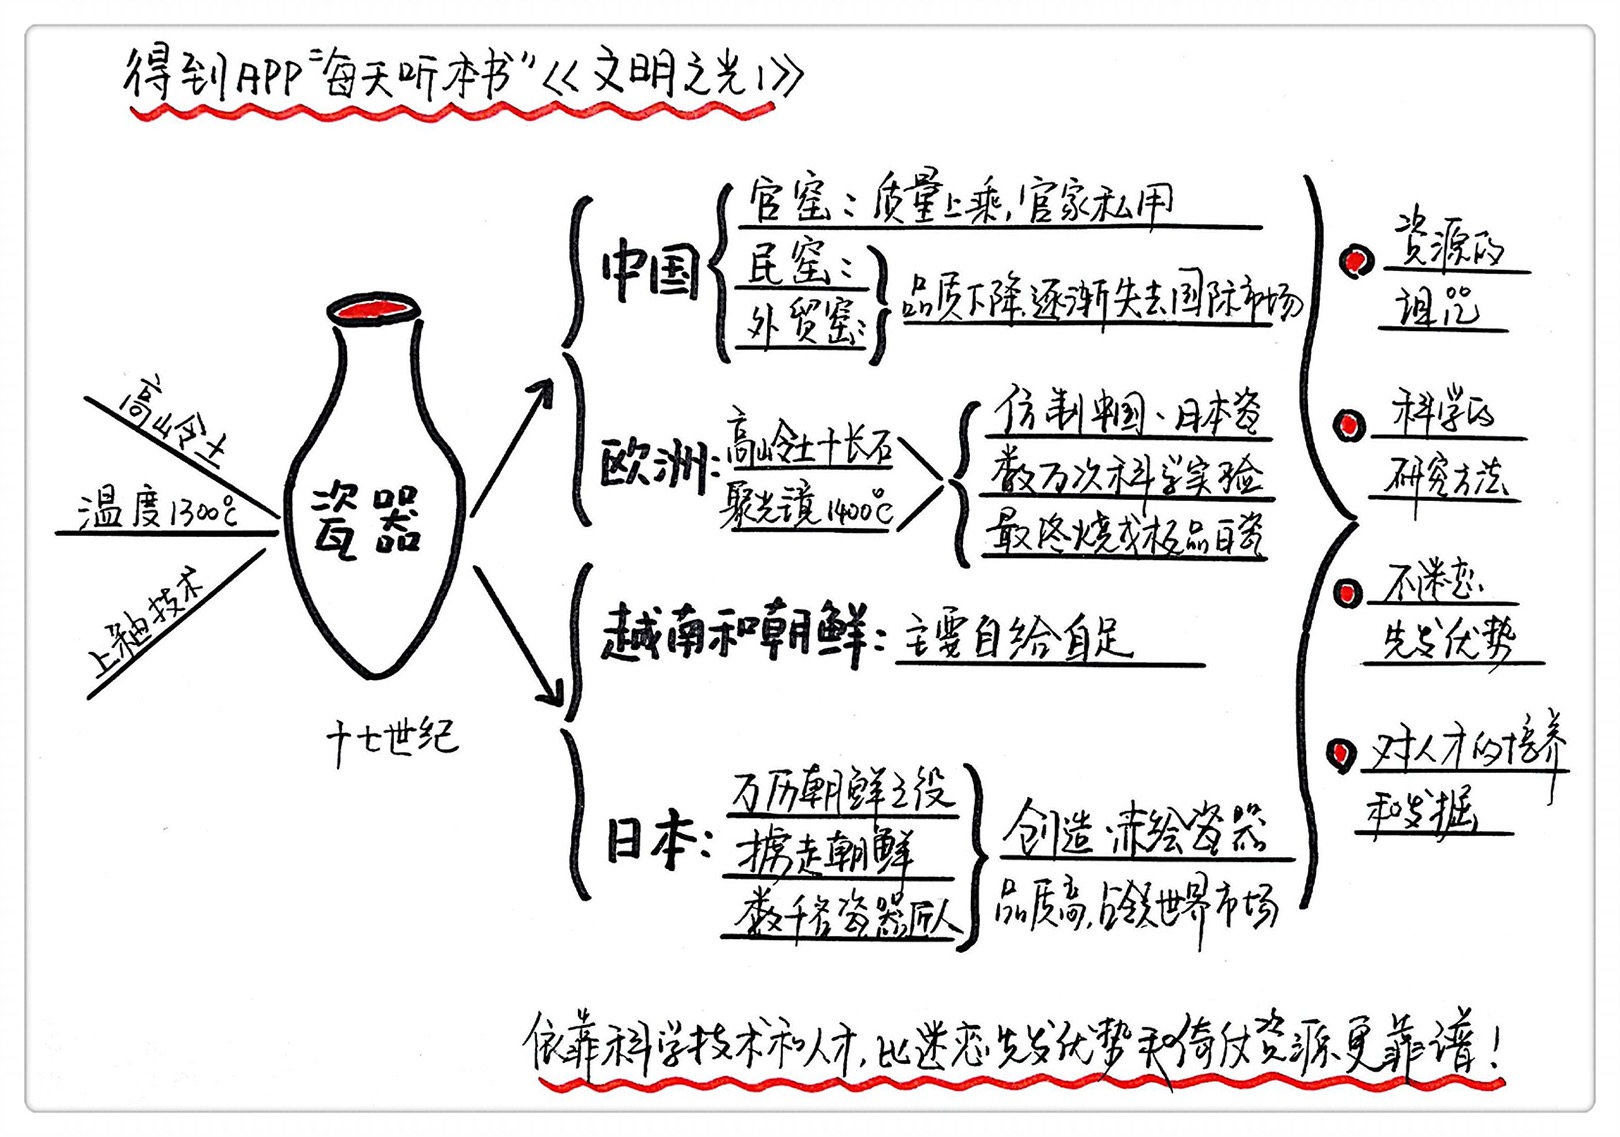 得到APP"每天听本书"《文明之光1》
高岭土
温度1300℃
上釉技术
瓷器
十七世纪
中国
官窑：质量上乘，官家私用
民窑：
外贸窑：
品质下降，逐渐失去国际市场
欧洲：
高岭土+长石
聚光镜1400℃
仿制中国、日本瓷
数万次科学实验
最终烧成极品白瓷
越南和朝鲜：主要自给自足
日本：
万历朝鲜之役
掳走朝鲜
数千名瓷器匠人
创造：赤绘瓷器
品质高，占领世界市场
资源的
诅咒
科学的
研究方法
不迷恋
先发优势
对人才的培养
和发掘
依靠科学技术和人才，比迷恋先发优势和倚仗资源更靠谱！